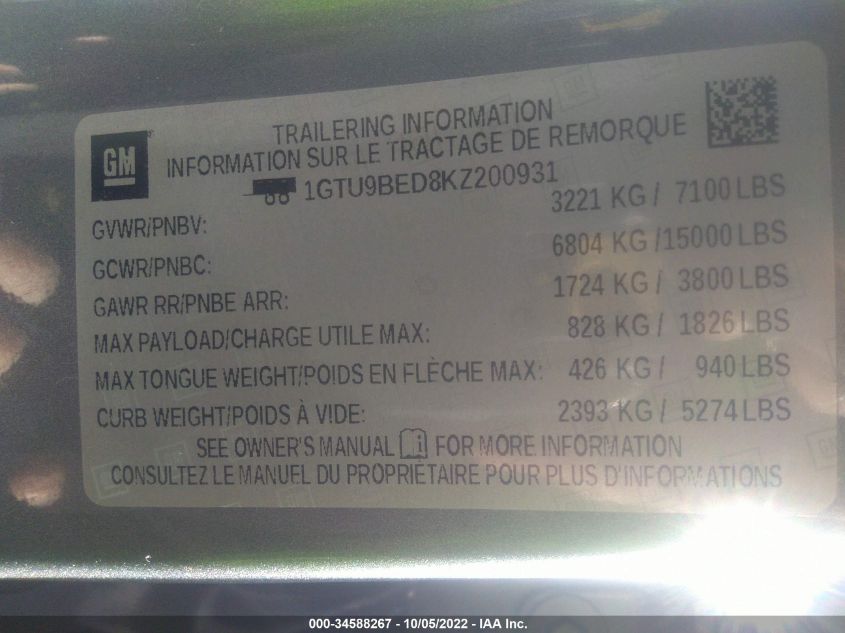 GM
TRAILERING INFORMATION
INFORMATION SUR LE TRACTAGE DE REMORQUE
1GTU9BED8KZ200931
GVWR/PNBV: 3221 KG / 7100 LBS
GCWR/PNBC: 6804 KG /15000 LBS
GAWR RR/PNBE ARR: 1724 KG / 3800 LBS
MAX PAYLOAD/CHARGE UTILE MAX: 828 KG / 1826 LBS
MAX TONGUE WEIGHT/POIDS EN FLÈCHE MAX: 426 KG / 940 LBS
CURB WEIGHT/POIDS À VIDE: 2393 KG / 5274 LBS
SEE OWNER'S MANUAL FOR MORE INFORMATION
CONSULTEZ LE MANUEL DU PROPRIÉTAIRE POUR PLUS D'INFORMATIONS
000-34588267 - 10/05/2022 - IAA Inc.